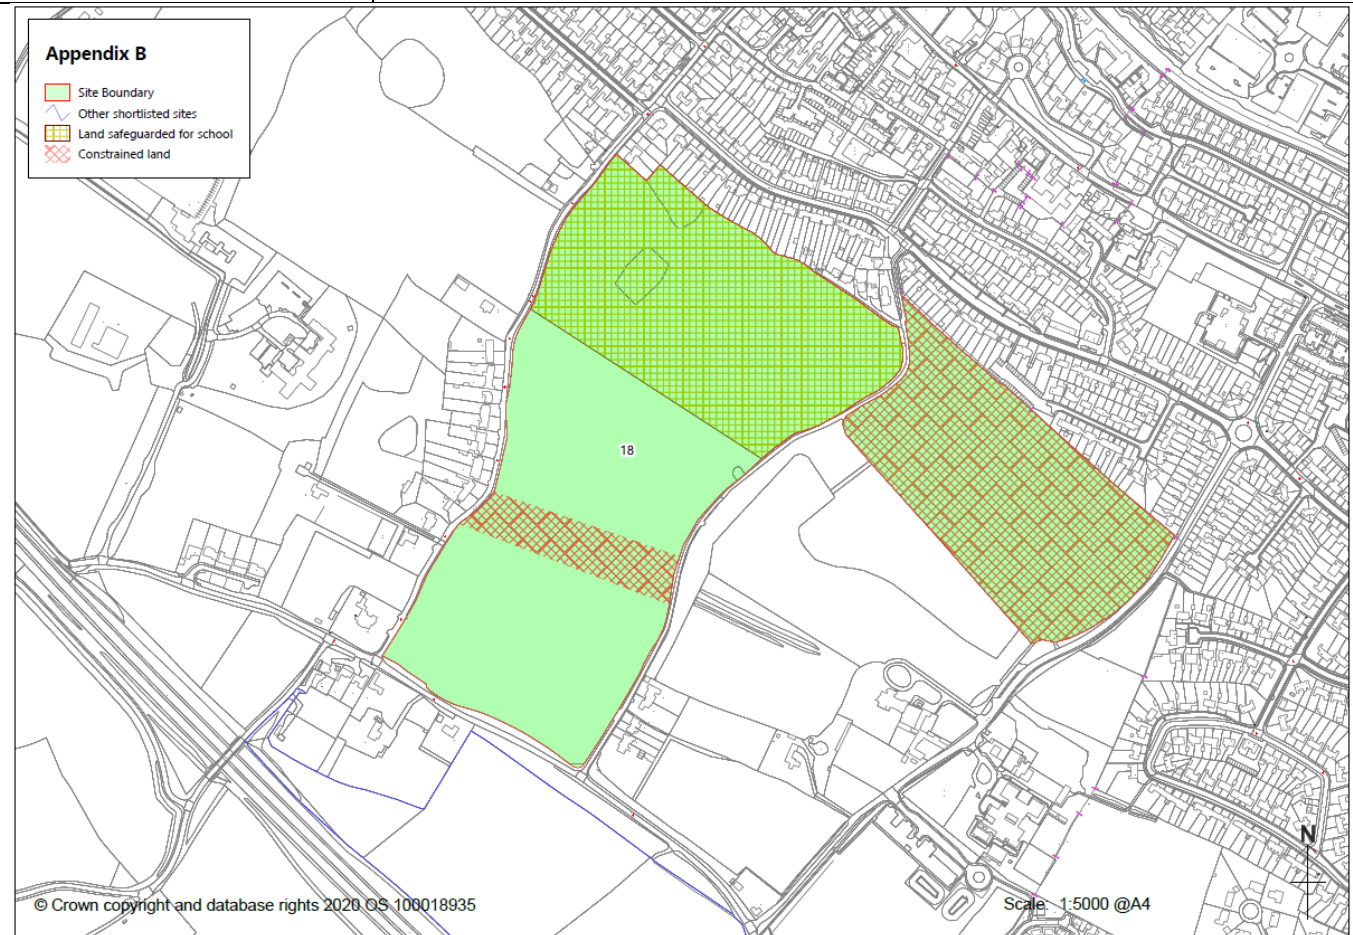 Appendix B
Site Boundary
Other shortlisted sites
Land safeguarded for school
Constrained land
18
N
© Crown copyright and database rights 2020 OS 100018935
Scale: 1:5000 @A4